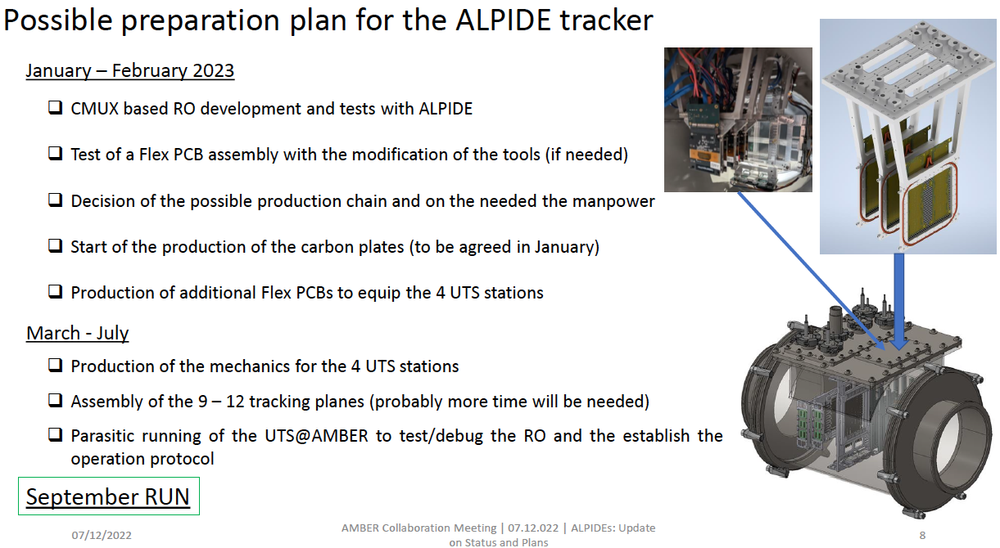 Possible preparation plan for the ALPIDE tracker
January – February 2023
❑ CMUX based RO development and tests with ALPIDE
❑ Test of a Flex PCB assembly with the modification of the tools (if needed)
❑ Decision of the possible production chain and on the needed the manpower
❑ Start of the production of the carbon plates (to be agreed in January)
❑ Production of additional Flex PCBs to equip the 4 UTS stations
March - July
❑ Production of the mechanics for the 4 UTS stations
❑ Assembly of the 9 – 12 tracking planes (probably more time will be needed)
❑ Parasitic running of the UTS@AMBER to test/debug the RO and the establish the
operation protocol
September RUN
07/12/2022
AMBER Collaboration Meeting | 07.12.022 | ALPIDEs: Update
on Status and Plans
8